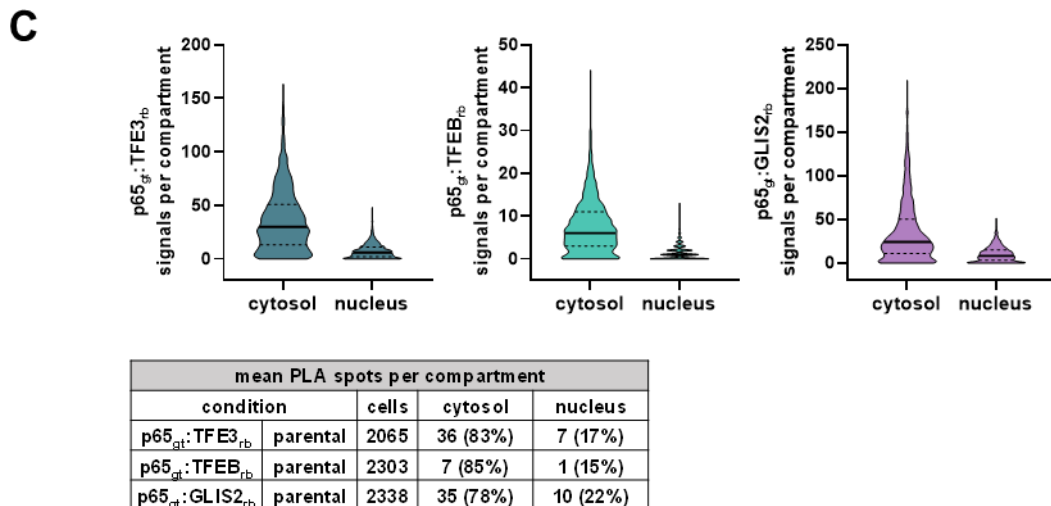 C
p65gt:TFE3rb
signals per compartment
200
150
100
50
0
cytosol nucleus
p65gt:TFEBrb
signals per compartment
50
40
30
20
10
0
cytosol nucleus
p65gt:GLIS2rb
signals per compartment
250
200
150
100
50
0
cytosol nucleus
mean PLA spots per compartment
condition cells cytosol nucleus
p65gt:TFE3rb parental 2065 36 (83%) 7 (17%)
p65gt:TFEBrb parental 2303 7 (85%) 1 (15%)
p65gt:GLIS2rb parental 2338 35 (78%) 10 (22%)